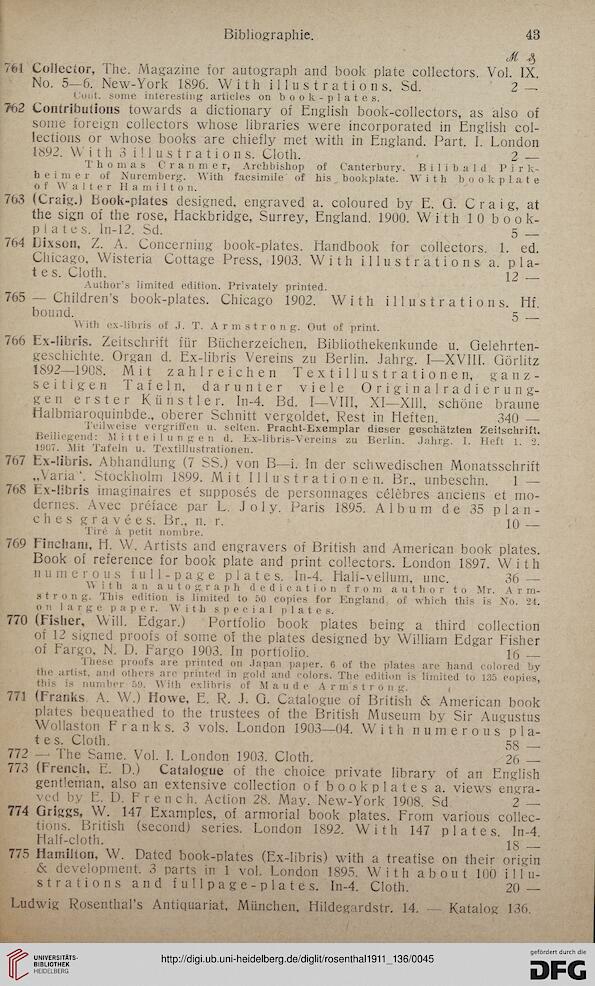 Bibliographie. 43
ℳ ₰
761 Collector, The. Magazine for autograph and book plate collectors. Vol. IX.
No. 5—6. New-York 1896. With illustrations. Sd. 2 —
Cont. some interesting articles on book-plates.
762 Contributions towards a dictionary of English book-collectors, as also of
some foreign collectors whose libraries were incorporated in English col-
lections or whose books are chiefly met with in England. Part. I. London
1892. With 3 illustrations. Cloth. 2 —
Thomas Cranmer, Archbishop of Canterbury. Bilibald Pirk-
heimer of Nuremberg. With facsimile of his bookplate. With bookplate
of Walter Hamilton.
763 (Craig.) Book-plates designed, engraved a. coloured by E. G. Craig, at
the sign of the rose, Hackbridge, Surrey, England. 1900. With 10 book-
plates. In-12. Sd. 5 —
764 Dixson, Z. A. Concerning book-plates. Handbook for collectors. 1. ed.
Chicago, Wisteria Cottage Press, 1903. With illustrations a. pla-
tes. Cloth. 12 —
Author's limited edition. Privately printed.
765 — Children's book-plates. Chicago 1902. With illustrations. Hf.
bound. 5 —
With ex-libris of J. T. Armstrong. Out of print.
766 Ex-libris. Zeitschrift für Bücherzeichen, Bibliothekenkunde u. Gelehrten-
geschichte. Organ d. Ex-libris Vereins zu Berlin. Jahrg. I—XVIII. Görlitz
1892—1908. Mit zahlreichen Textillustrationen, ganz-
seitigen Tafeln, darunter viele Originalradierung-
gen erster Künstler. In-4. Bd. I—VIII, XI—XIII, schöne braune
Halbmaroquinbde., oberer Schnitt vergoldet, Rest in Heften. 340 —
Teilweise vergriffen u. selten. Pracht-Exemplar dieser geschätzten Zeitschrift.
Beiliegend: Mitteilungen d. Ex-libris-Vereins zu Berlin. Jahrg. I. Heft 1. 2.
1907. Mit Tafeln u. Textillustrationen.
767 Ex-libris. Abhandlung (7 SS.) von B—i. In der schwedischen Monatsschrift
„Varia“. Stockholm 1899. Mit Illustrationen. Br., unbeschn. 1 —
768 Ex-libris imaginaires et supposés de personnages célèbres anciens et mo-
dernes. Avec préface par L. Joly. Paris 1895. Album de 35 plan-
ches gravées. Br., n. r. 10 —
Tiré à petit nombre.
769 Fincham, H. W. Artists and engravers of British and American book plates.
Book of reference for book plate and print collectors. London 1897. With
numerous full-page plates. In-4. Half-vellum, unc. 36 —
With an autograph dedication from author to Mr. Arm-
strong. This edition is limited to 50 copies for England, of which this is No. 24.
on large paper. With special plates.
770 (Fisher, Will. Edgar.) Portfolio book plates being a third collection
of 12 signed proofs of some of the plates designed by William Edgar Fisher
of Fargo, N. D. Fargo 1903. In portfolio. 16 —
These proofs are printed on Japan paper. 6 of the plates are hand colored by
the artist, and others are printed in gold and colors. The edition is limited to 135 copies,
this is number 59. With exlibris of Maude Armstrong.
771 (Franks A. W.) Howe, E. R. J. G. Catalogue of British & American book
plates bequeathed to the trustees of the British Museum by Sir Augustus
Wollaston Franks. 3 vols. London 1903—04. With numerous pla-
tes. Cloth. 58 —
772 — The Same. Vol. I. London 1903. Cloth. 26 —
773 (French, E. D.) Catalogue of the choice private library of an English
gentleman, also an extensive collection of bookplates a. views engra-
ved by E. D. French. Action 28. May. New-York 1908. Sd 2 —
774 Griggs, W. 147 Examples, of armorial book plates. From various collec-
tions. British (second) series. London 1892. With 147 plates. In-4.
Half-cloth. 18 —
775 Hamilton, W. Dated book-plates (Ex-libris) with a treatise on their origin
& development. 3 parts in 1 vol. London 1895. With about 100 illu-
strations and fullpage-plates. In-4. Cloth. 20 —
Ludwig Rosenthal's Antiquariat, München, Hildegardstr. 14. — Katalog 136.
UNIVERSITÄTS-
BIBLIOTHEK
HEIDELBERG
http://digi.ub.uni-heidelberg.de/diglit/rosenthal1911_136/0045
gefördert durch die
DFG